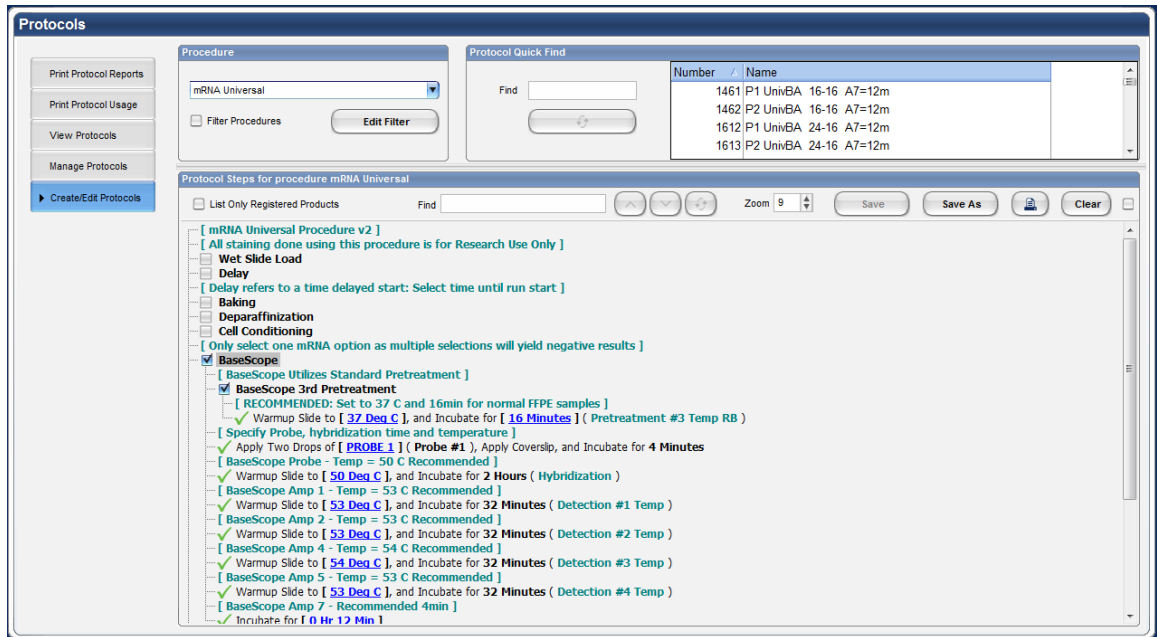 Protocols
Print Protocol Reports
Print Protocol Usage
View Protocols
Manage Protocols
Create/Edit Protocols
Procedure
mRNA Universal
Filter Procedures
Edit Filter
Protocol Quick Find
Find
Number Name
1461 P1 UnivBA 16-16 A7=12m
1462 P2 UnivBA 16-16 A7=12m
1612 P1 UnivBA 24-16 A7=12m
1613 P2 UnivBA 24-16 A7=12m
Protocol Steps for procedure mRNA Universal
List Only Registered Products Find Zoom 9 Save Save As Clear
[ mRNA Universal Procedure v2 ]
[ All staining done using this procedure is for Research Use Only ]
Wet Slide Load
Delay
[ Delay refers to a time delayed start: Select time until run start ]
Baking
Deparaffinization
Cell Conditioning
[ Only select one mRNA option as multiple selections will yield negative results ]
BaseScope
[ BaseScope Utilizes Standard Pretreatment ]
BaseScope 3rd Pretreatment
[ RECOMMENDED: Set to 37 C and 16min for normal FFPE samples ]
Warmup Slide to [ 37 Deg C ], and Incubate for [ 16 Minutes ] ( Pretreatment #3 Temp RB )
[ Specify Probe, hybridization time and temperature ]
Apply Two Drops of [ PROBE 1 ] ( Probe #1 ), Apply Coverslip, and Incubate for 4 Minutes
[ BaseScope Probe - Temp = 50 C Recommended ]
Warmup Slide to [ 50 Deg C ], and Incubate for 2 Hours ( Hybridization )
[ BaseScope Amp 1 - Temp = 53 C Recommended ]
Warmup Slide to [ 53 Deg C ], and Incubate for 32 Minutes ( Detection #1 Temp )
[ BaseScope Amp 2 - Temp = 53 C Recommended ]
Warmup Slide to [ 53 Deg C ], and Incubate for 32 Minutes ( Detection #2 Temp )
[ BaseScope Amp 4 - Temp = 54 C Recommended ]
Warmup Slide to [ 54 Deg C ], and Incubate for 32 Minutes ( Detection #3 Temp )
[ BaseScope Amp 5 - Temp = 53 C Recommended ]
Warmup Slide to [ 53 Deg C ], and Incubate for 32 Minutes ( Detection #4 Temp )
[ BaseScope Amp 7 - Recommended 4min ]
Incubate for [ 0 Hr 12 Min ]